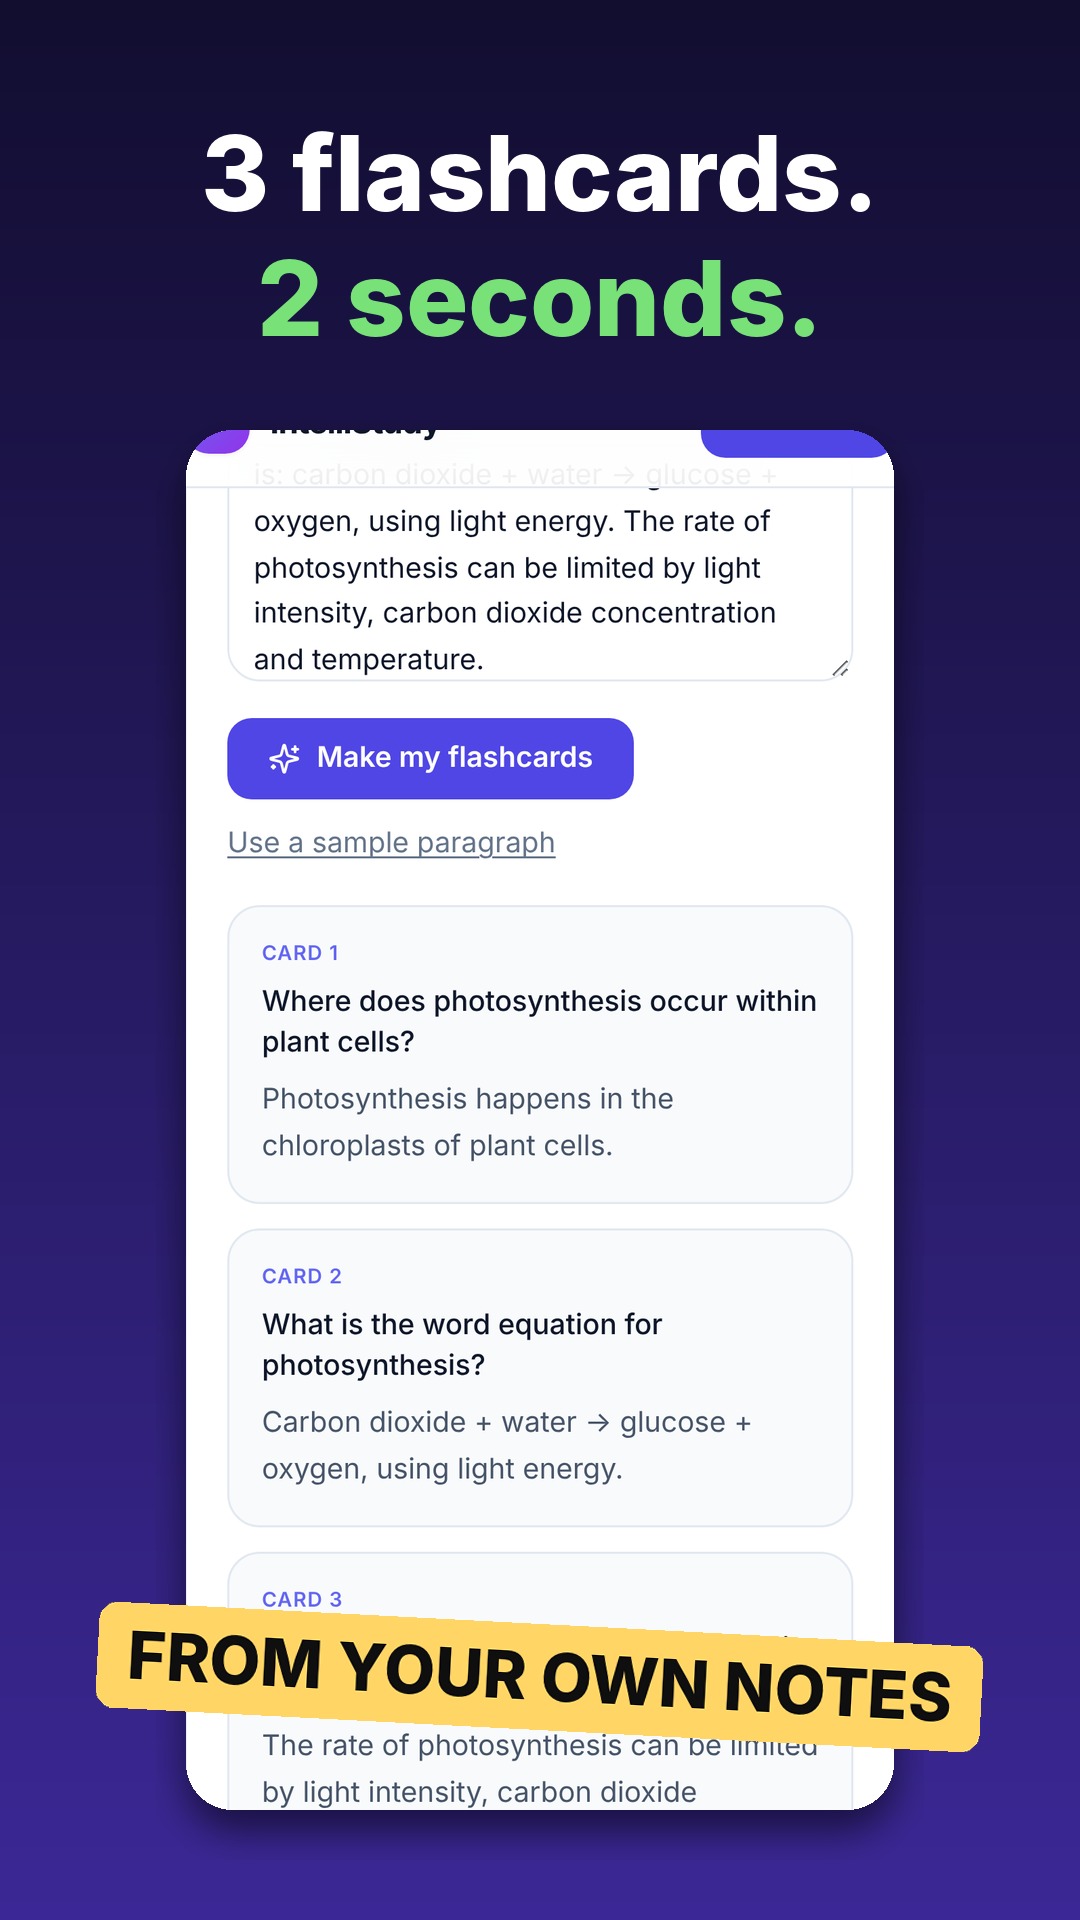 3 flashcards.
2 seconds.
IntelliStudy
is: carbon dioxide + water → glucose +
oxygen, using light energy. The rate of
photosynthesis can be limited by light
intensity, carbon dioxide concentration
and temperature.
Make my flashcards
Use a sample paragraph
CARD 1
Where does photosynthesis occur within
plant cells?
Photosynthesis happens in the
chloroplasts of plant cells.
CARD 2
What is the word equation for
photosynthesis?
Carbon dioxide + water → glucose +
oxygen, using light energy.
CARD 3
FROM YOUR OWN NOTES
The rate of photosynthesis can be limited
by light intensity, carbon dioxide